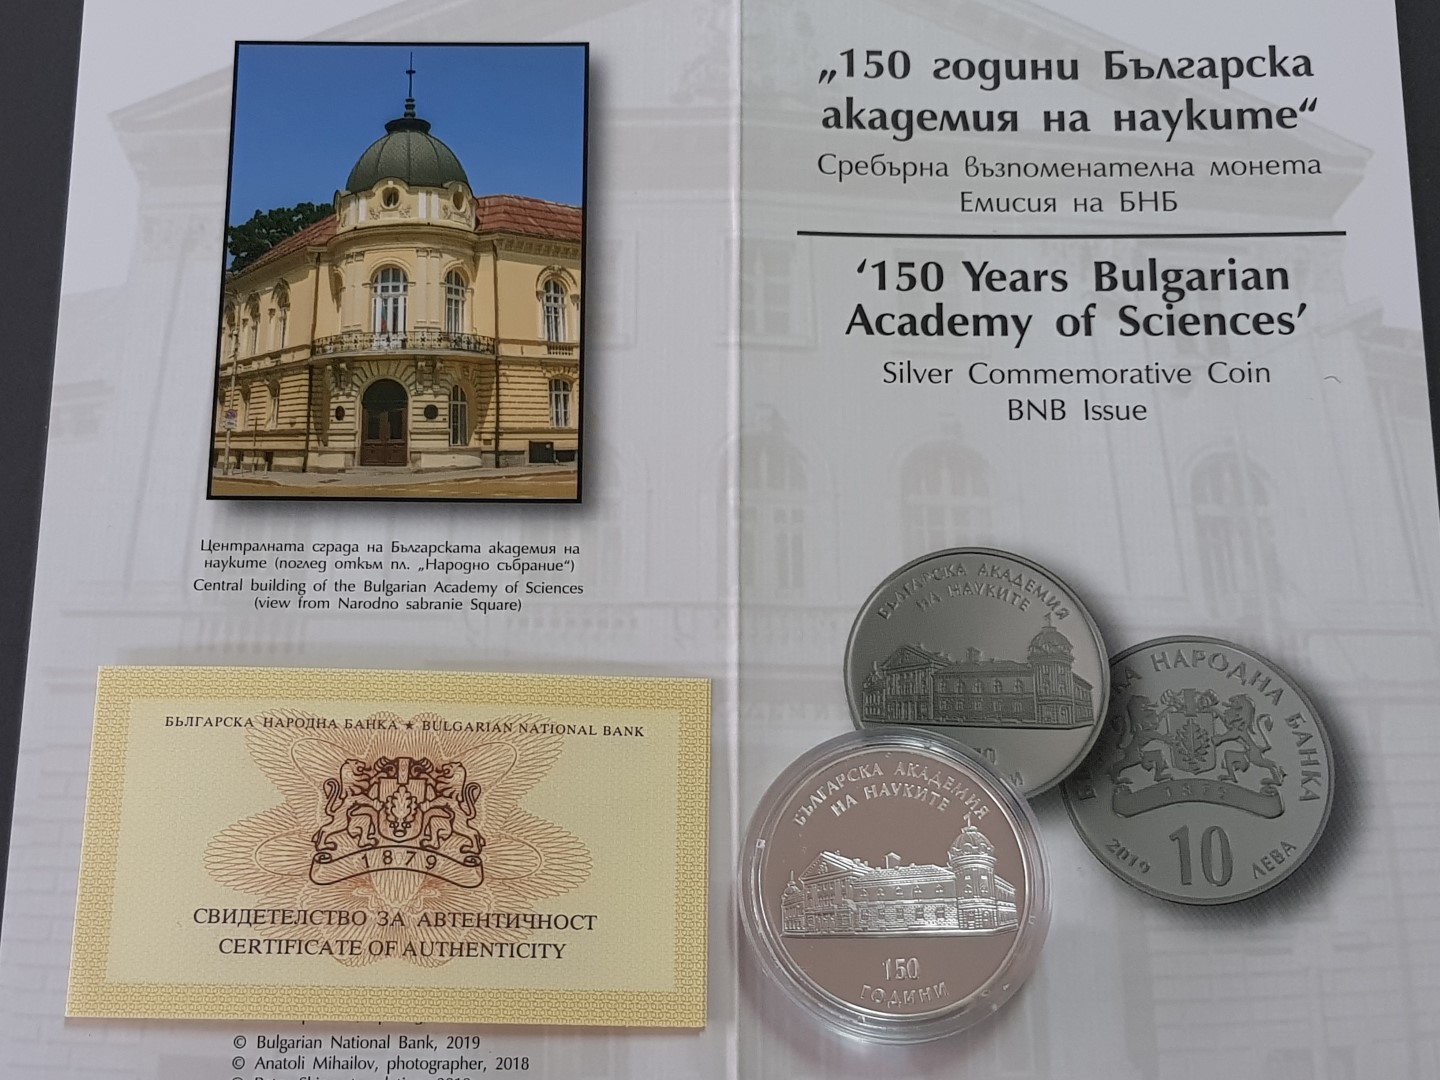 „150 години Българска
академия на науките“
Сребърна възпоменателна монета
Емисия на БНБ
‘150 Years Bulgarian
Academy of Sciences’
Silver Commemorative Coin
BNB Issue
Централната сграда на Българската академия на
науките (поглед откъм пл. „Народно събрание“)
Central building of the Bulgarian Academy of Sciences
(view from Narodno sabranie Square)
БЪЛГАРСКА НАРОДНА БАНКА ★ BULGARIAN NATIONAL BANK
1879
СВИДЕТЕЛСТВО ЗА АВТЕНТИЧНОСТ
CERTIFICATE OF AUTHENTICITY
© Bulgarian National Bank, 2019
© Anatoli Mihailov, photographer, 2018
БЪЛГАРСКА АКАДЕМИЯ
НА НАУКИТЕ
НАРОДНА БАНКА
1879
2019 10 ЛЕВА
БЪЛГАРСКА АКАДЕМИЯ
НА НАУКИТЕ
150
ГОДИНИ